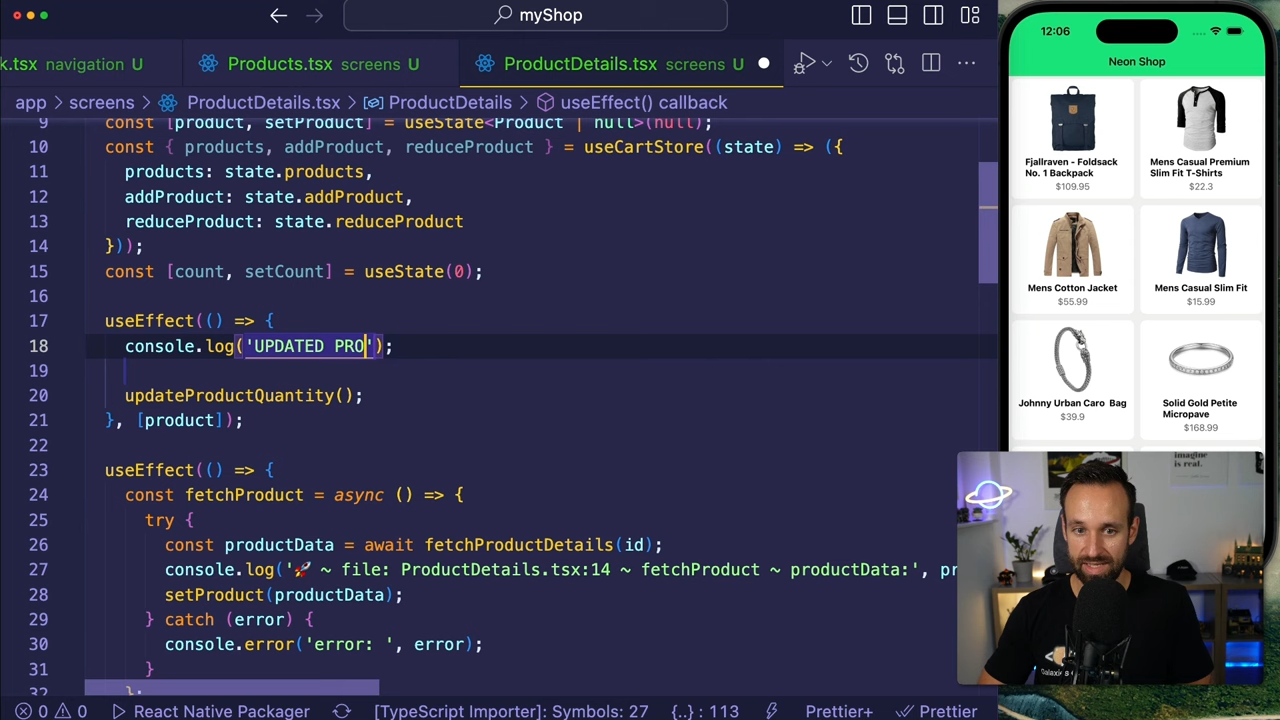 myShop
k.tsx navigation U
Products.tsx screens U
ProductDetails.tsx screens U
app > screens > ProductDetails.tsx > ProductDetails > useEffect() callback
9 const [product, setProduct] = useState<Product | null>(null);
10 const { products, addProduct, reduceProduct } = useCartStore((state) => ({
11 products: state.products,
12 addProduct: state.addProduct,
13 reduceProduct: state.reduceProduct
14 }));
15 const [count, setCount] = useState(0);
16
17 useEffect(() => {
18 console.log('UPDATED PRO');
19
20 updateProductQuantity();
21 }, [product]);
22
23 useEffect(() => {
24 const fetchProduct = async () => {
25 try {
26 const productData = await fetchProductDetails(id);
27 console.log('🚀 ~ file: ProductDetails.tsx:14 ~ fetchProduct ~ productData:', pr
28 setProduct(productData);
29 } catch (error) {
30 console.error('error: ', error);
31 }
32 };
0 0 React Native Packager [TypeScript Importer]: Symbols: 27 {..} : 113 Prettier+ Prettier
12:06
Neon Shop
Fjallraven - Foldsack
No. 1 Backpack
$109.95
Mens Casual Premium
Slim Fit T-Shirts
$22.3
Mens Cotton Jacket
$55.99
Mens Casual Slim Fit
$15.99
Johnny Urban Caro Bag
$39.9
Solid Gold Petite
Micropave
$168.99
imagine
is real.